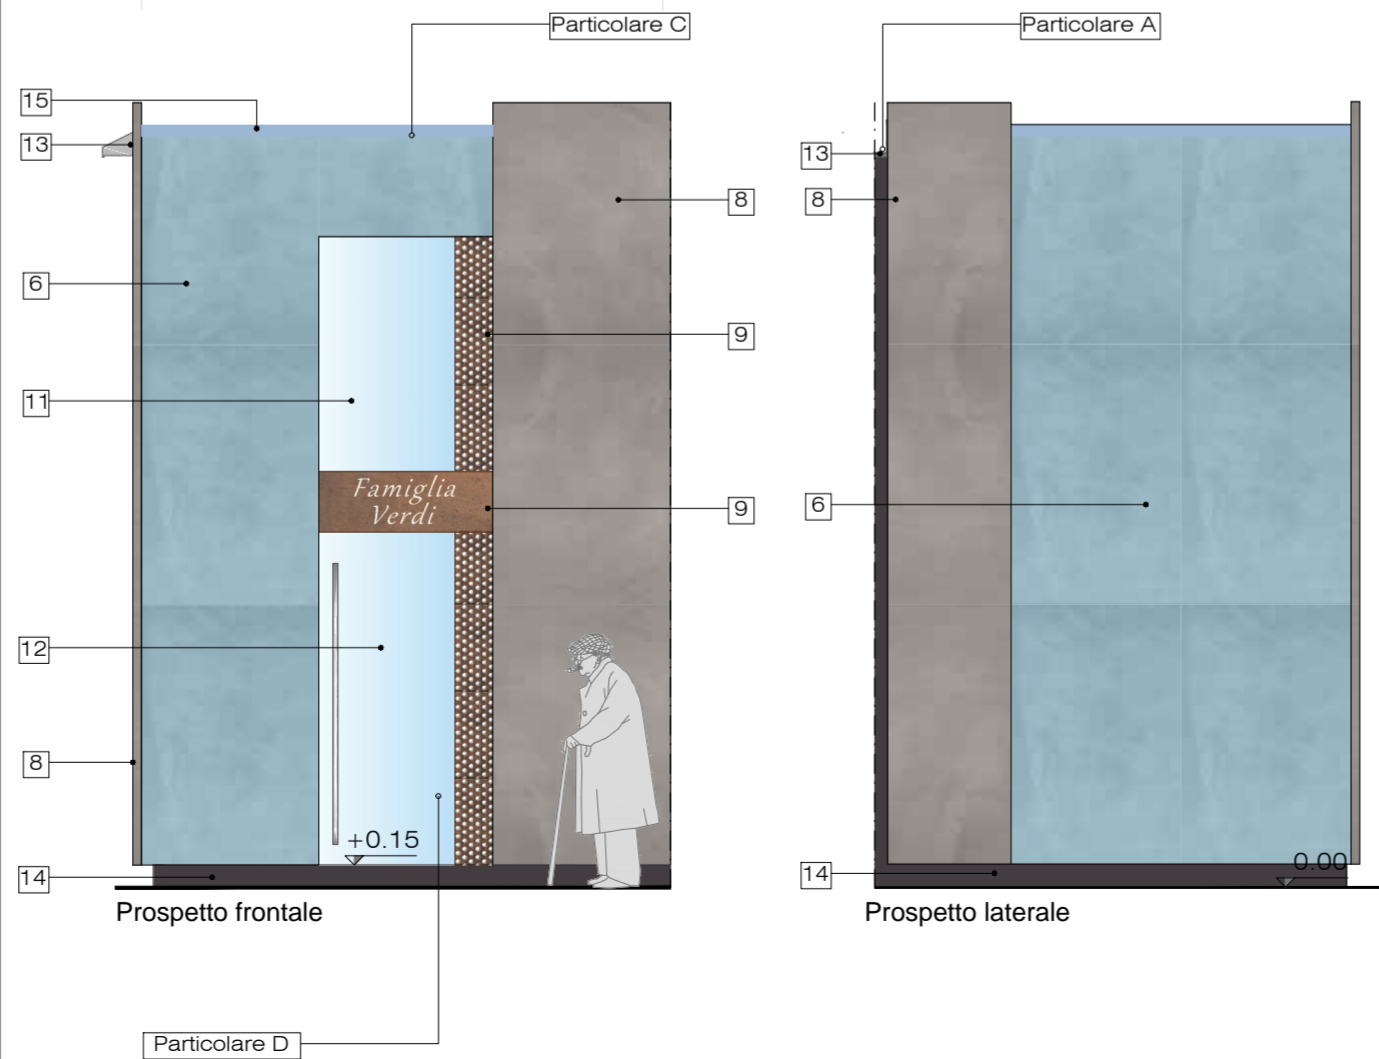 Particolare C
Particolare A
15
13
13
8
8
6
9
11
Famiglia
Verdi
9
6
12
8
+0.15
0.00
14
14
Prospetto frontale
Prospetto laterale
Particolare D